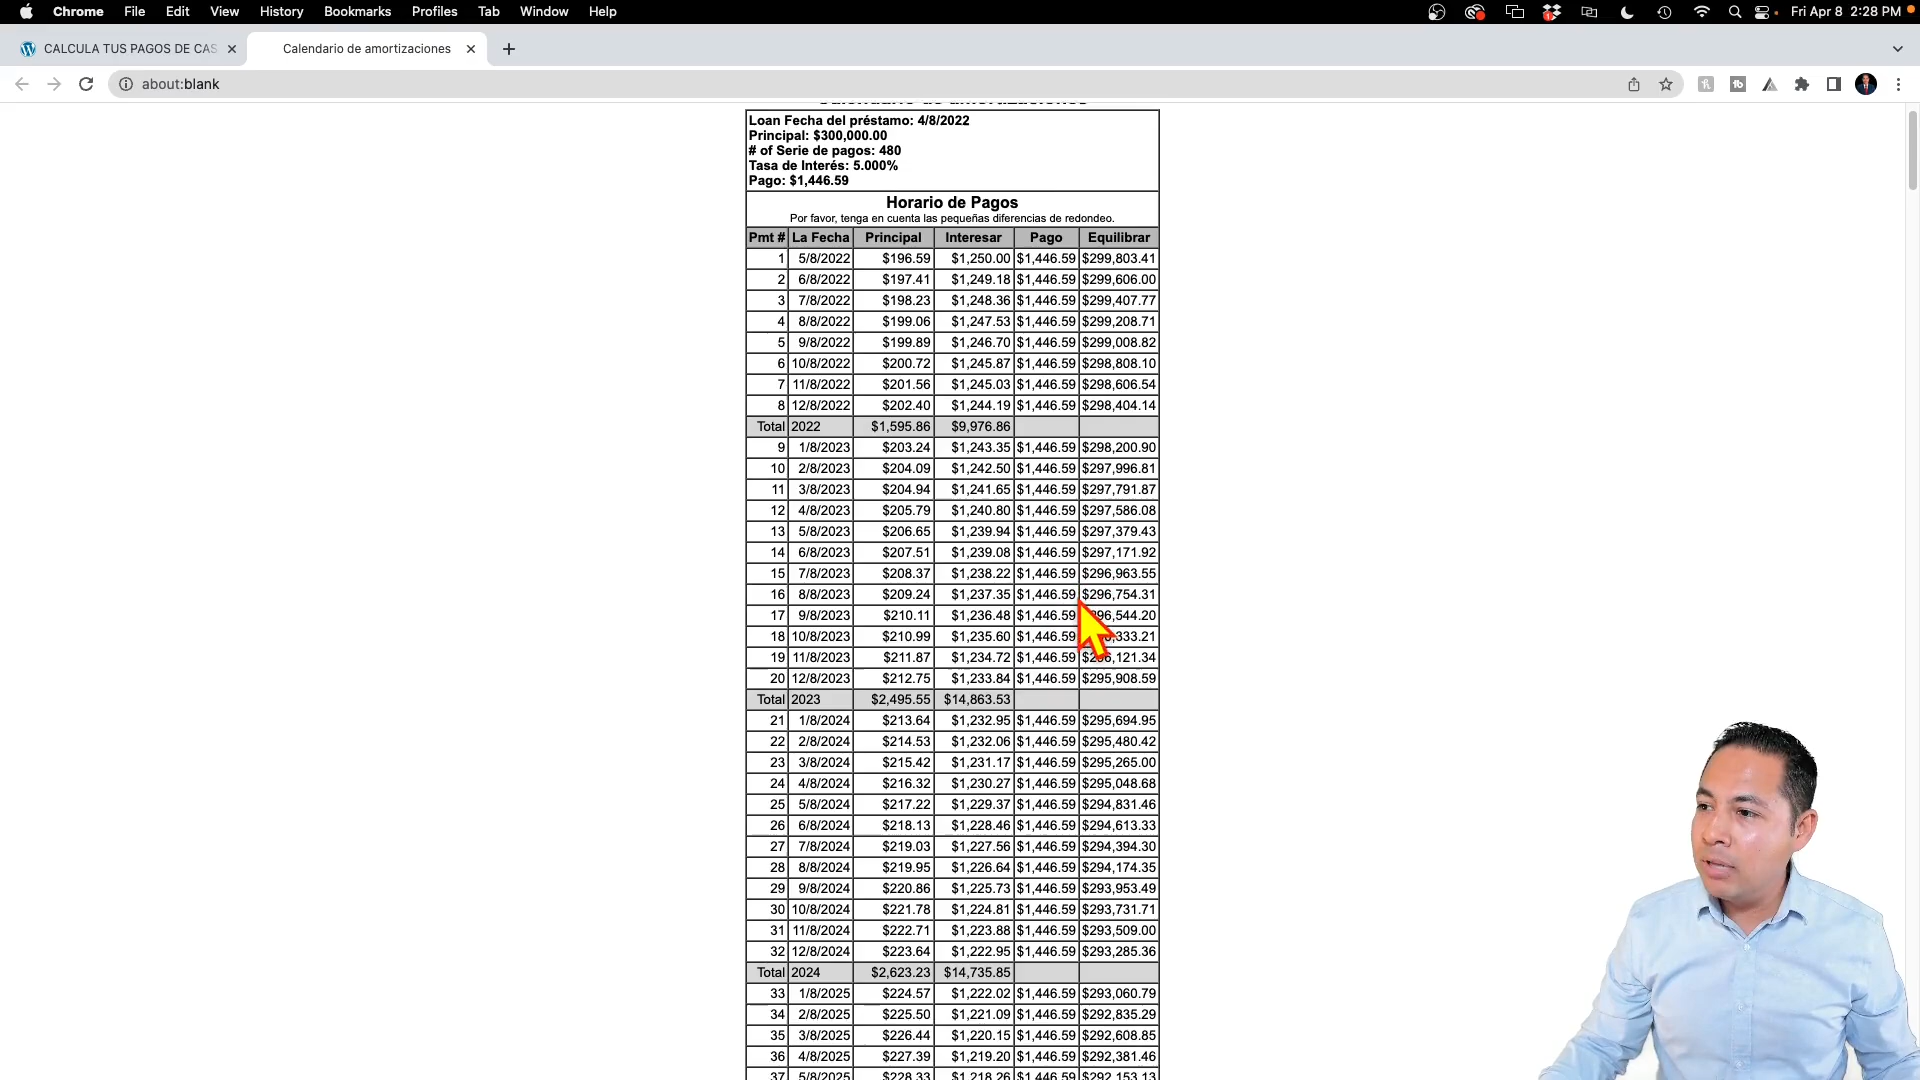 Chrome File Edit View History Bookmarks Profiles Tab Window Help Fri Apr 8 2:28 PM
CALCULA TUS PAGOS DE CAS Calendario de amortizaciones
about:blank
Loan Fecha del préstamo: 4/8/2022
Principal: $300,000.00
# of Serie de pagos: 480
Tasa de Interés: 5.000%
Pago: $1,446.59
Horario de Pagos
Por favor, tenga en cuenta las pequeñas diferencias de redondeo.
Pmt # La Fecha Principal Interesar Pago Equilibrar
1 5/8/2022 $196.59 $1,250.00 $1,446.59 $299,803.41
2 6/8/2022 $197.41 $1,249.18 $1,446.59 $299,606.00
3 7/8/2022 $198.23 $1,248.36 $1,446.59 $299,407.77
4 8/8/2022 $199.06 $1,247.53 $1,446.59 $299,208.71
5 9/8/2022 $199.89 $1,246.70 $1,446.59 $299,008.82
6 10/8/2022 $200.72 $1,245.87 $1,446.59 $298,808.10
7 11/8/2022 $201.56 $1,245.03 $1,446.59 $298,606.54
8 12/8/2022 $202.40 $1,244.19 $1,446.59 $298,404.14
Total 2022 $1,595.86 $9,976.86
9 1/8/2023 $203.24 $1,243.35 $1,446.59 $298,200.90
10 2/8/2023 $204.09 $1,242.50 $1,446.59 $297,996.81
11 3/8/2023 $204.94 $1,241.65 $1,446.59 $297,791.87
12 4/8/2023 $205.79 $1,240.80 $1,446.59 $297,586.08
13 5/8/2023 $206.65 $1,239.94 $1,446.59 $297,379.43
14 6/8/2023 $207.51 $1,239.08 $1,446.59 $297,171.92
15 7/8/2023 $208.37 $1,238.22 $1,446.59 $296,963.55
16 8/8/2023 $209.24 $1,237.35 $1,446.59 $296,754.31
17 9/8/2023 $210.11 $1,236.48 $1,446.59 96,544.20
18 10/8/2023 $210.99 $1,235.60 $1,446.59 ,333.21
19 11/8/2023 $211.87 $1,234.72 $1,446.59 $296,121.34
20 12/8/2023 $212.75 $1,233.84 $1,446.59 $295,908.59
Total 2023 $2,495.55 $14,863.53
21 1/8/2024 $213.64 $1,232.95 $1,446.59 $295,694.95
22 2/8/2024 $214.53 $1,232.06 $1,446.59 $295,480.42
23 3/8/2024 $215.42 $1,231.17 $1,446.59 $295,265.00
24 4/8/2024 $216.32 $1,230.27 $1,446.59 $295,048.68
25 5/8/2024 $217.22 $1,229.37 $1,446.59 $294,831.46
26 6/8/2024 $218.13 $1,228.46 $1,446.59 $294,613.33
27 7/8/2024 $219.03 $1,227.56 $1,446.59 $294,394.30
28 8/8/2024 $219.95 $1,226.64 $1,446.59 $294,174.35
29 9/8/2024 $220.86 $1,225.73 $1,446.59 $293,953.49
30 10/8/2024 $221.78 $1,224.81 $1,446.59 $293,731.71
31 11/8/2024 $222.71 $1,223.88 $1,446.59 $293,509.00
32 12/8/2024 $223.64 $1,222.95 $1,446.59 $293,285.36
Total 2024 $2,623.23 $14,735.85
33 1/8/2025 $224.57 $1,222.02 $1,446.59 $293,060.79
34 2/8/2025 $225.50 $1,221.09 $1,446.59 $292,835.29
35 3/8/2025 $226.44 $1,220.15 $1,446.59 $292,608.85
36 4/8/2025 $227.39 $1,219.20 $1,446.59 $292,381.46
37 5/8/2025 $228.33 $1,218.26 $1,446.59 $292,153.13